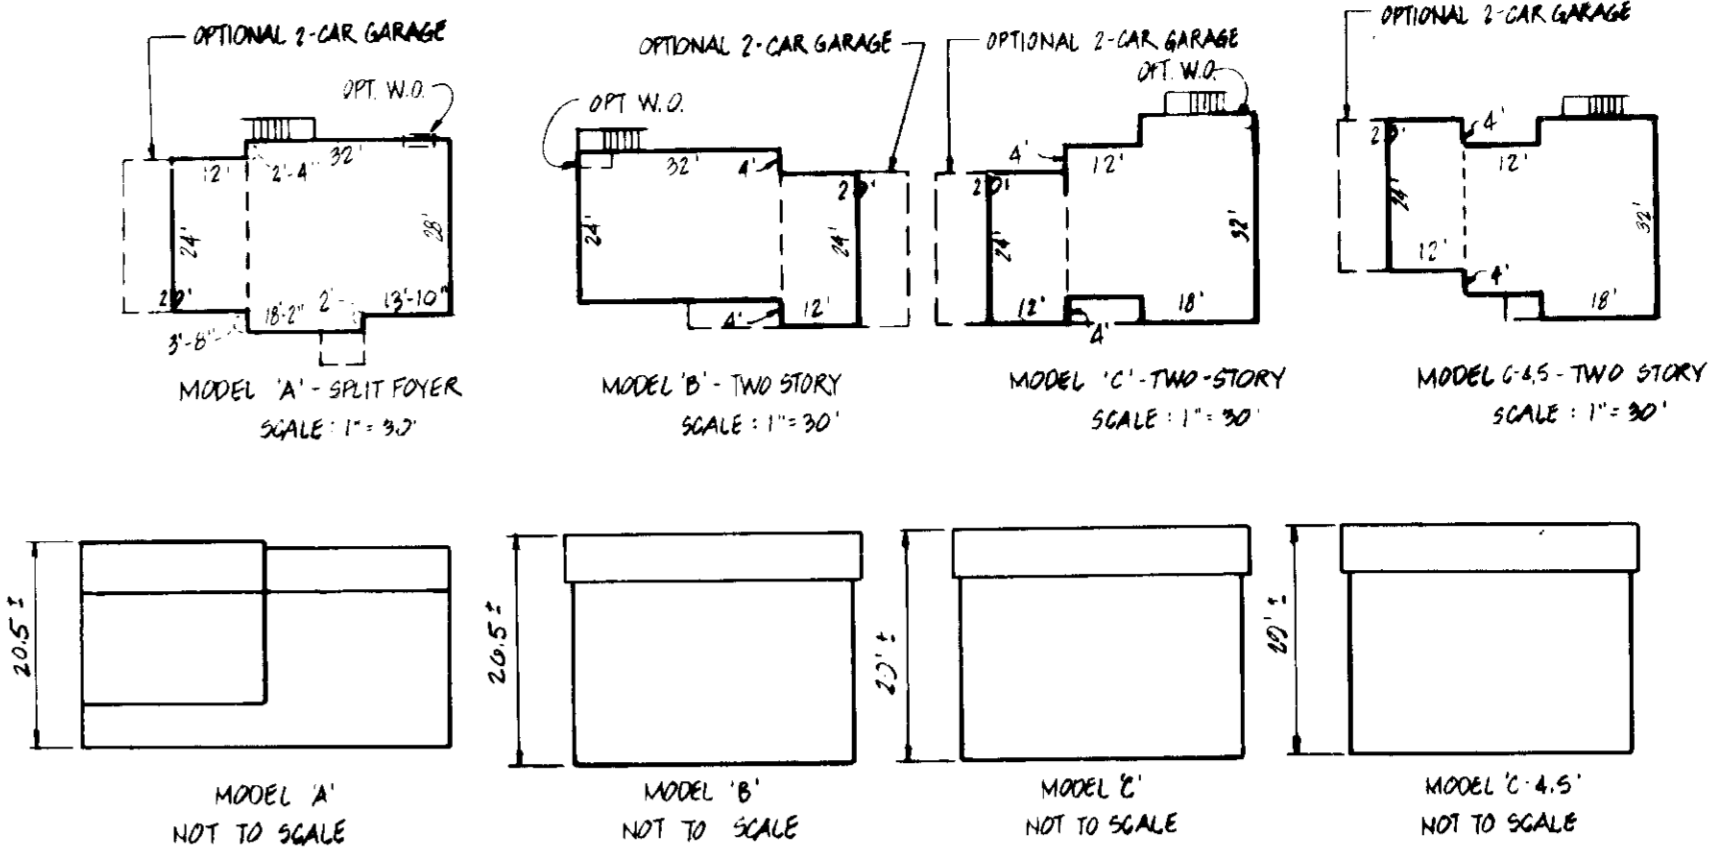 OPTIONAL 2-CAR GARAGE
OPT. W.O.
32'
12'
2'-4"
24'
28'
20'
2'
13'-10"
18'-2"
3'-8"
MODEL 'A' - SPLIT FOYER
SCALE : 1" = 30'
OPTIONAL 2-CAR GARAGE
OPT W.O.
32'
4'
20'
24'
24'
4'
12'
MODEL 'B' - TWO STORY
SCALE : 1" = 30'
OPTIONAL 2-CAR GARAGE
OPT. W.O.
4'
12'
20'
24'
32'
12'
18'
4'
MODEL 'C' - TWO-STORY
SCALE : 1" = 30'
OPTIONAL 2-CAR GARAGE
4'
20'
12'
24'
32'
12'
4'
18'
MODEL C-4.5 - TWO STORY
SCALE : 1" = 30'
20.5 ±
MODEL 'A'
NOT TO SCALE
26.5 ±
MODEL 'B'
NOT TO SCALE
MODEL 'C'
NOT TO SCALE
MODEL 'C-4.5'
NOT TO SCALE